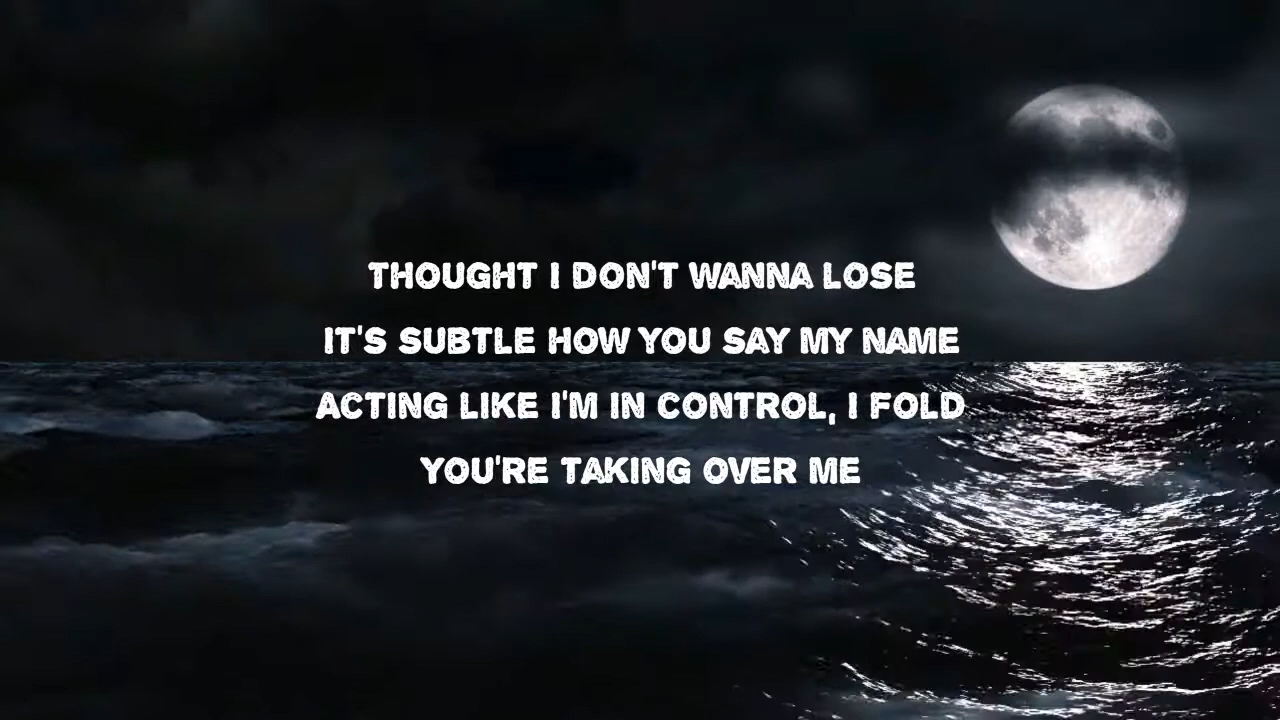 THOUGHT I DON'T WANNA LOSE
IT'S SUBTLE HOW YOU SAY MY NAME
ACTING LIKE I'M IN CONTROL, I FOLD
YOU'RE TAKING OVER ME